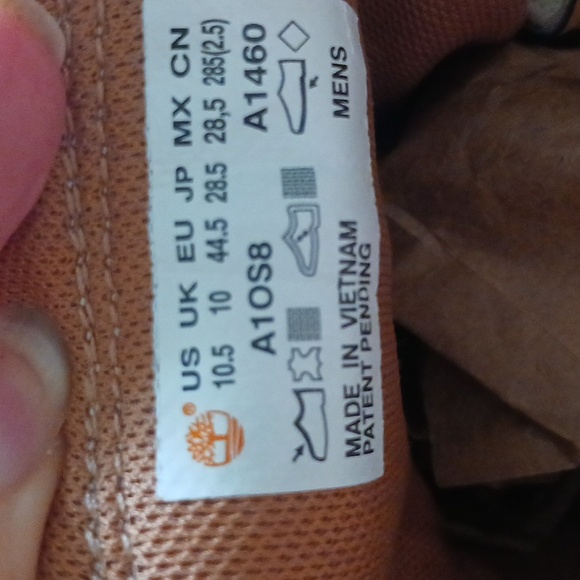 US UK EU JP MX CN
10.5 10 44.5 28.5 28,5 285(2.5)
A1OS8 A1460
MENS
MADE IN VIETNAM
PATENT PENDING